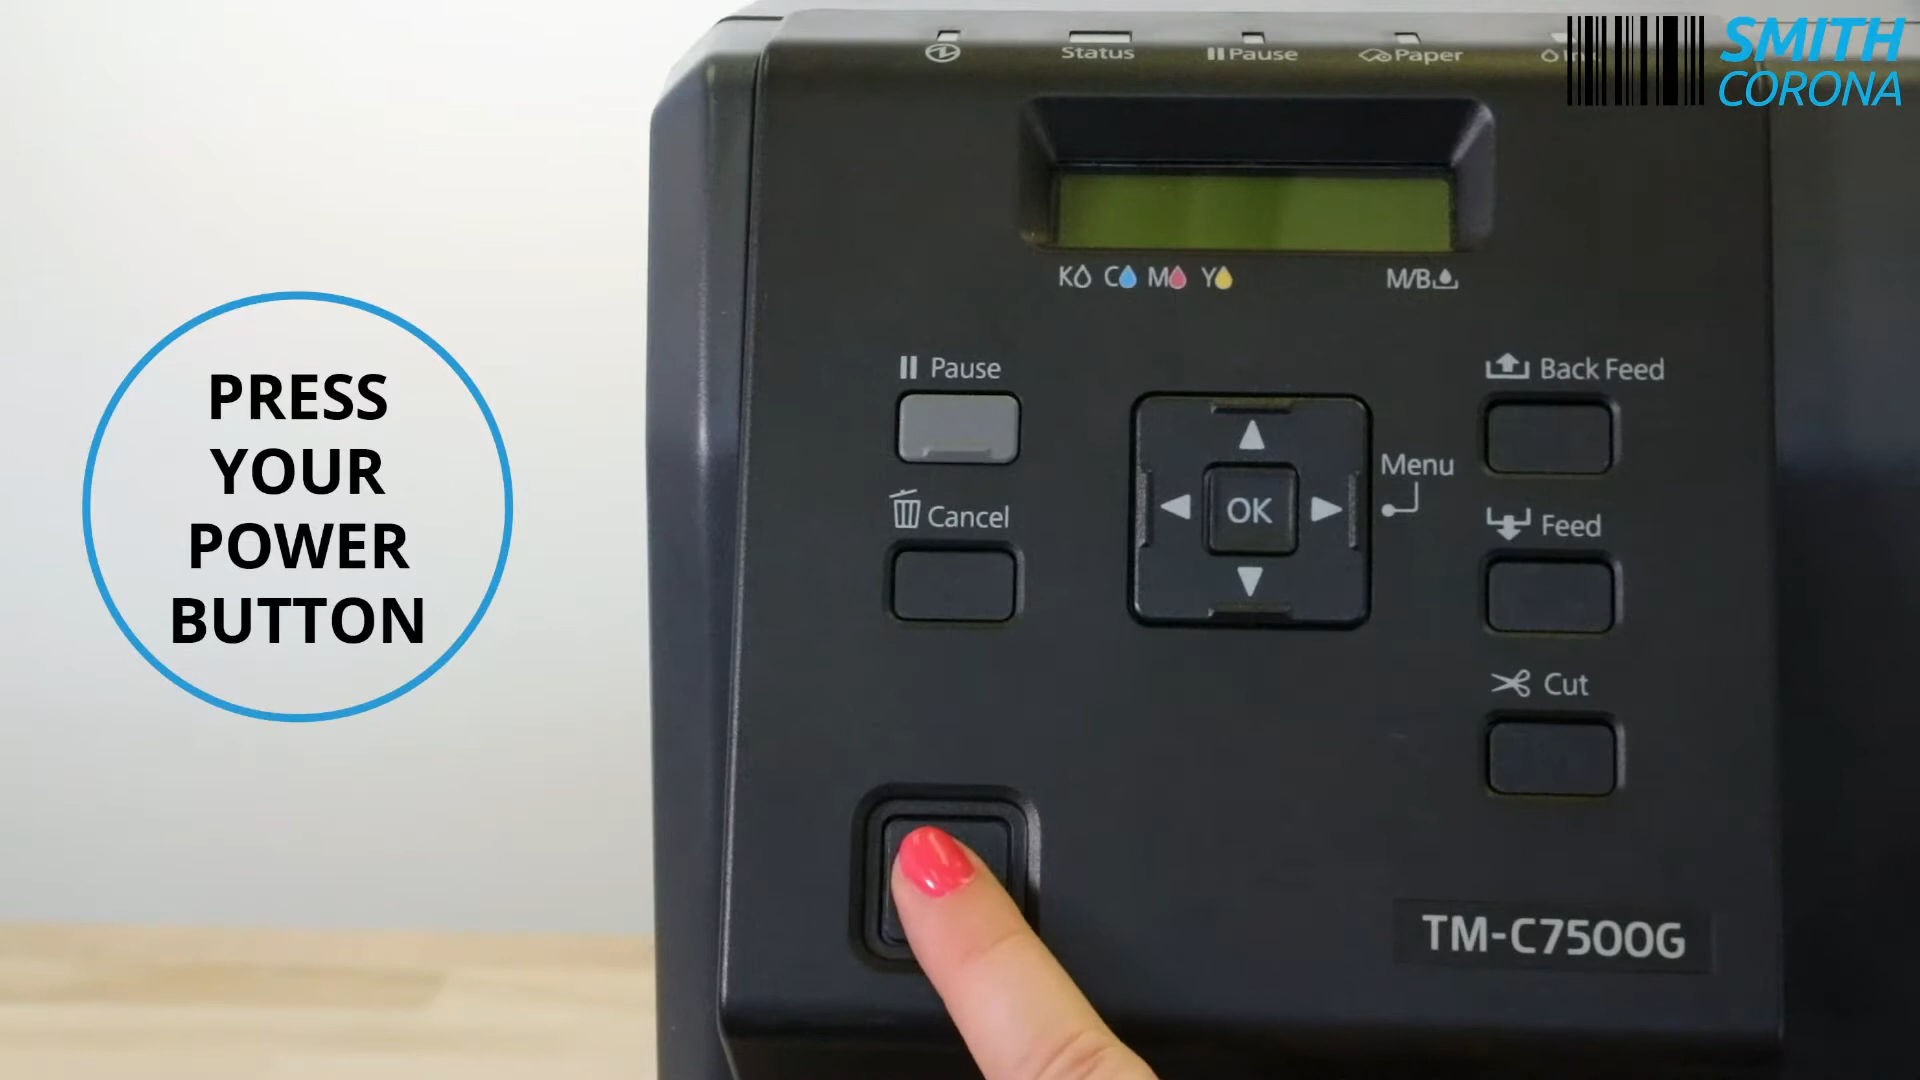 SMITH
CORONA
Status
Pause
Paper
K C M Y
M/B
Pause
Back Feed
Menu
Cancel
OK
Feed
Cut
PRESS
YOUR
POWER
BUTTON
TM-C7500G